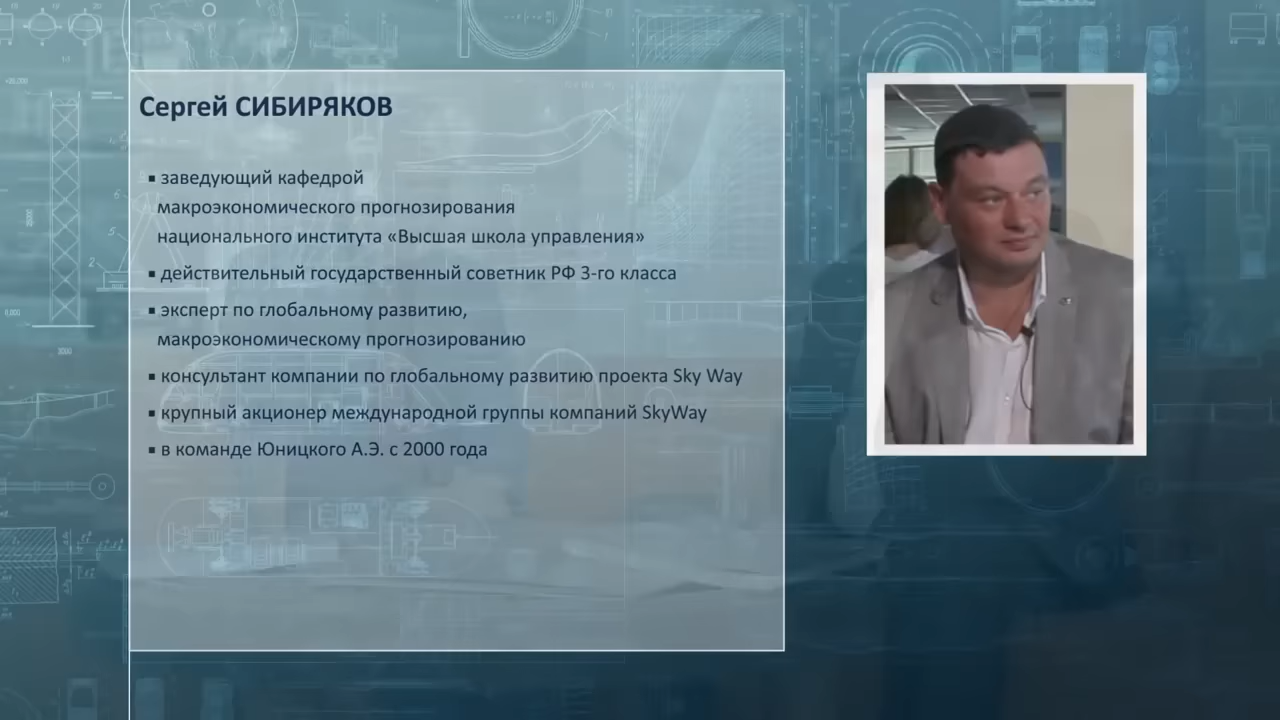 Сергей СИБИРЯКОВ
▪ заведующий кафедрой
макроэкономического прогнозирования
национального института «Высшая школа управления»
▪ действительный государственный советник РФ 3-го класса
▪ эксперт по глобальному развитию,
макроэкономическому прогнозированию
▪ консультант компании по глобальному развитию проекта Sky Way
▪ крупный акционер международной группы компаний SkyWay
▪ в команде Юницкого А.Э. с 2000 года